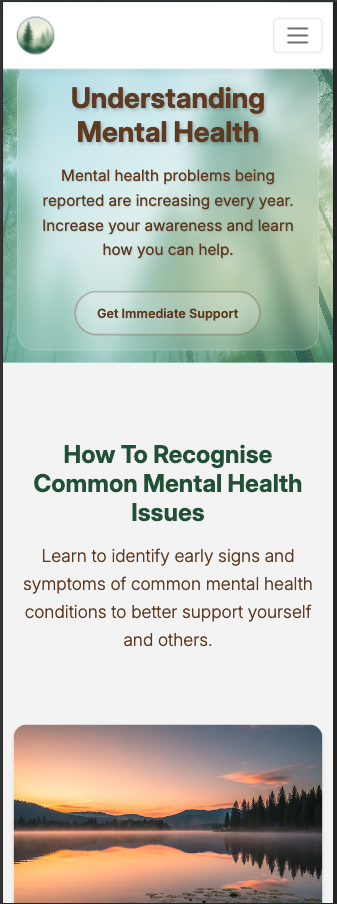 Understanding
Mental Health
Mental health problems being
reported are increasing every year.
Increase your awareness and learn
how you can help.
Get Immediate Support
How To Recognise
Common Mental Health
Issues
Learn to identify early signs and
symptoms of common mental health
conditions to better support yourself
and others.